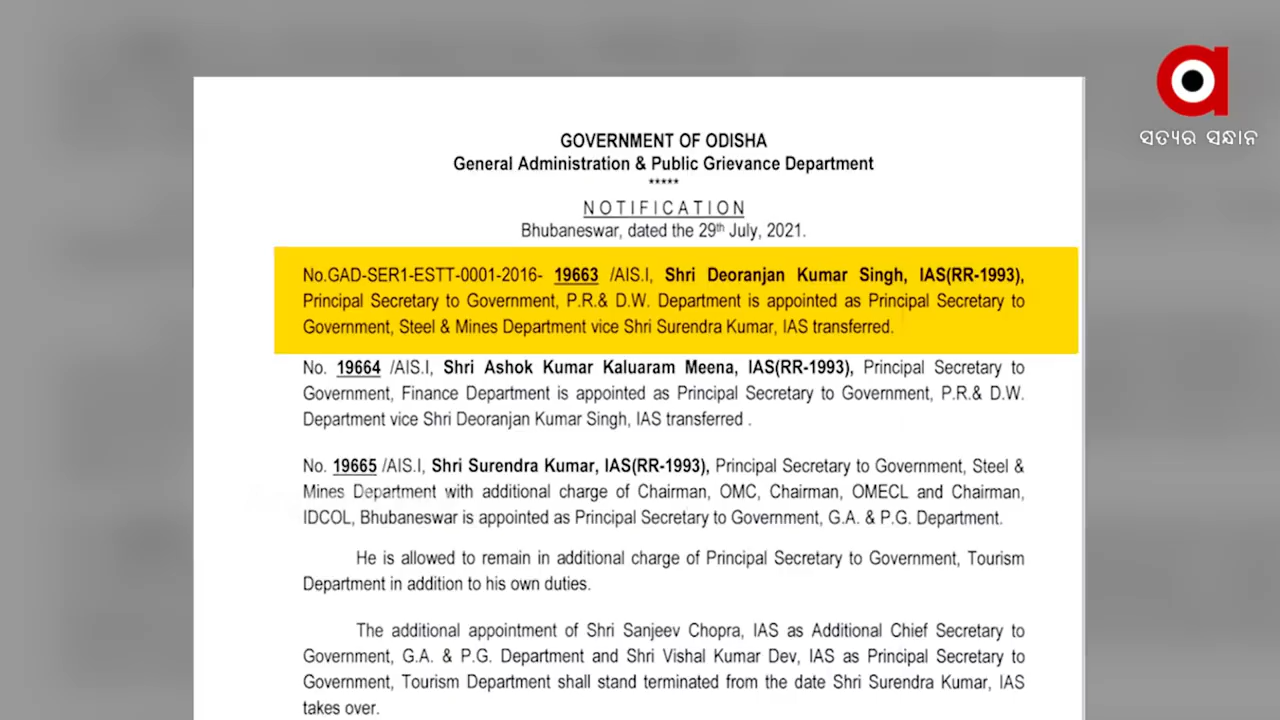 ସତ୍ୟର ସନ୍ଧାନ
GOVERNMENT OF ODISHA
General Administration & Public Grievance Department
*****
NOTIFICATION
Bhubaneswar, dated the 29th July, 2021.
No.GAD-SER1-ESTT-0001-2016- 19663 /AIS.I, Shri Deoranjan Kumar Singh, IAS(RR-1993),
Principal Secretary to Government, P.R.& D.W. Department is appointed as Principal Secretary to
Government, Steel & Mines Department vice Shri Surendra Kumar, IAS transferred.
No. 19664 /AIS.I, Shri Ashok Kumar Kaluaram Meena, IAS(RR-1993), Principal Secretary to
Government, Finance Department is appointed as Principal Secretary to Government, P.R.& D.W.
Department vice Shri Deoranjan Kumar Singh, IAS transferred .
No. 19665 /AIS.I, Shri Surendra Kumar, IAS(RR-1993), Principal Secretary to Government, Steel &
Mines Department with additional charge of Chairman, OMC, Chairman, OMECL and Chairman,
IDCOL, Bhubaneswar is appointed as Principal Secretary to Government, G.A. & P.G. Department.
He is allowed to remain in additional charge of Principal Secretary to Government, Tourism
Department in addition to his own duties.
The additional appointment of Shri Sanjeev Chopra, IAS as Additional Chief Secretary to
Government, G.A. & P.G. Department and Shri Vishal Kumar Dev, IAS as Principal Secretary to
Government, Tourism Department shall stand terminated from the date Shri Surendra Kumar, IAS
takes over.